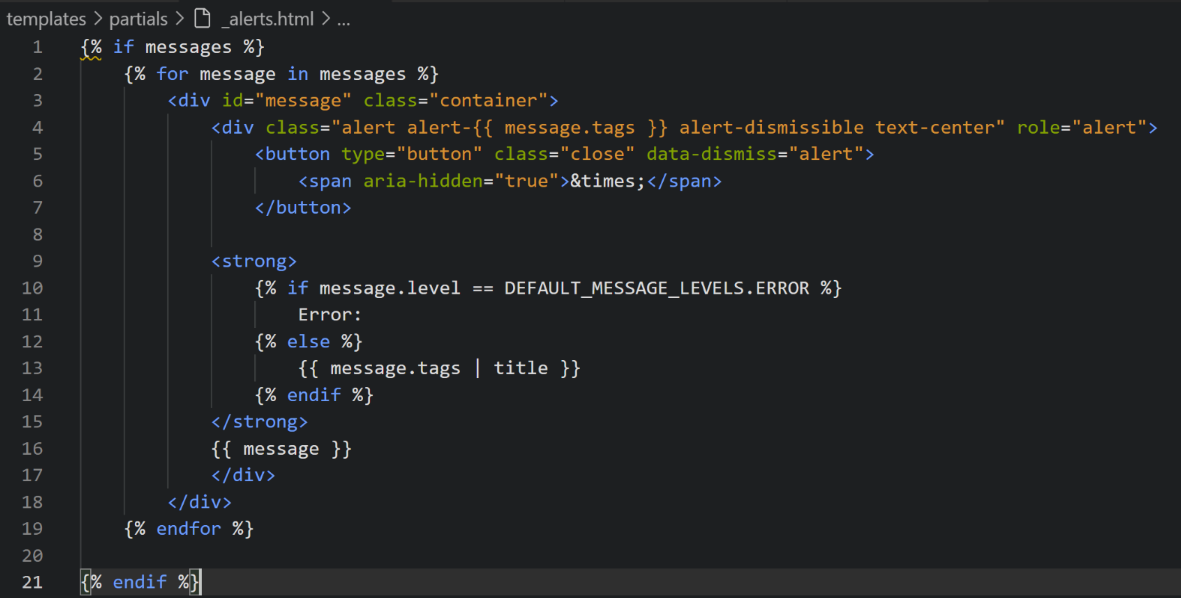 templates > partials > _alerts.html > ...
1 {% if messages %}
2 {% for message in messages %}
3 <div id="message" class="container">
4 <div class="alert alert-{{ message.tags }} alert-dismissible text-center" role="alert">
5 <button type="button" class="close" data-dismiss="alert">
6 <span aria-hidden="true">&times;</span>
7 </button>
8
9 <strong>
10 {% if message.level == DEFAULT_MESSAGE_LEVELS.ERROR %}
11 Error:
12 {% else %}
13 {{ message.tags | title }}
14 {% endif %}
15 </strong>
16 {{ message }}
17 </div>
18 </div>
19 {% endfor %}
20
21 {% endif %}